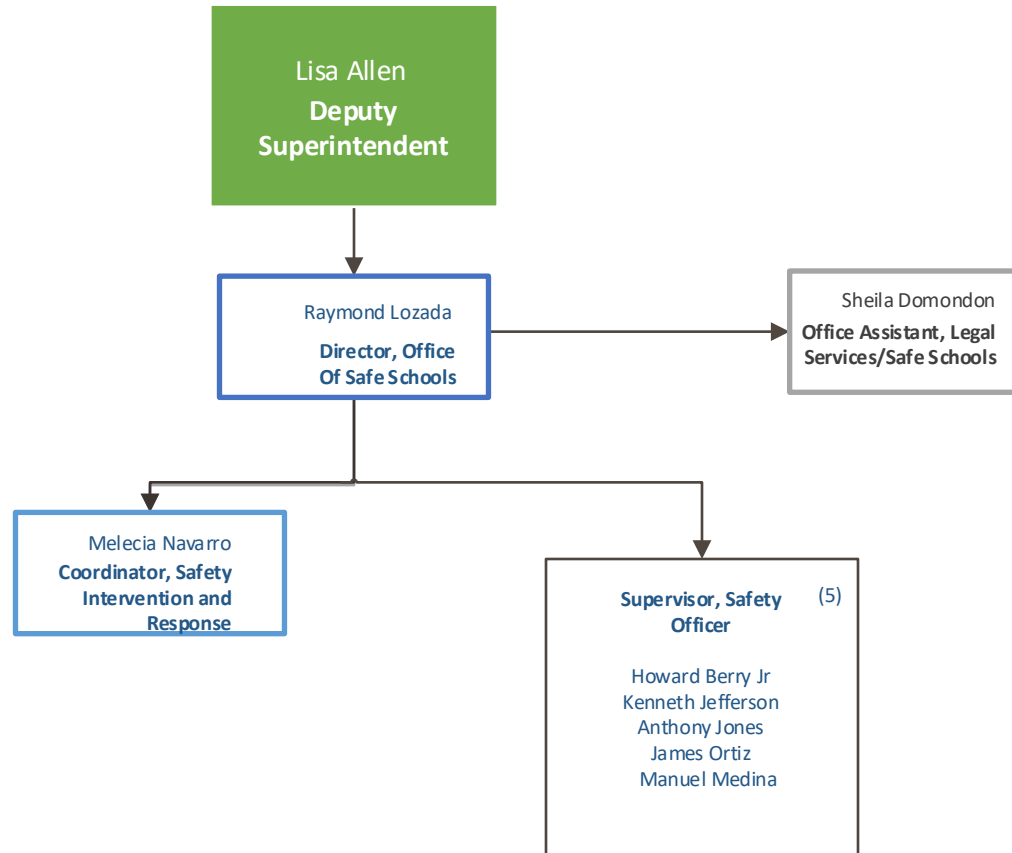 Lisa Allen
Deputy
Superintendent
Raymond Lozada
Director, Office
Of Safe Schools
Sheila Domondon
Office Assistant, Legal
Services/Safe Schools
Melecia Navarro
Coordinator, Safety
Intervention and
Response
Supervisor, Safety (5)
Officer
Howard Berry Jr
Kenneth Jefferson
Anthony Jones
James Ortiz
Manuel Medina